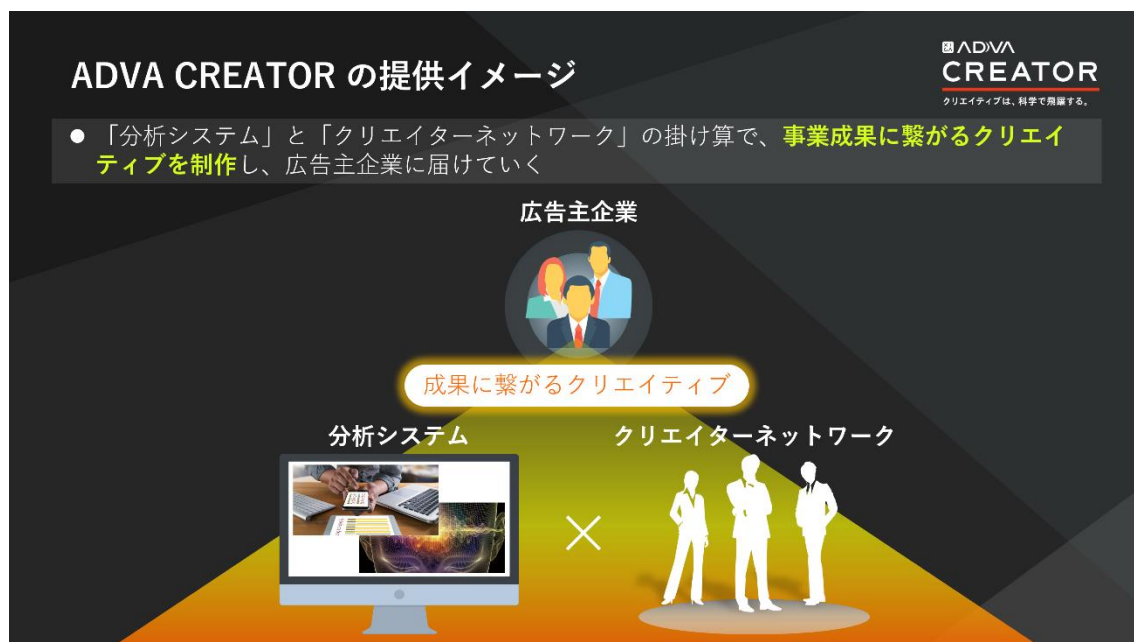 ADVA CREATOR の提供イメージ
ADVA
CREATOR
クリエイティブは、科学で飛躍する。
● 「分析システム」と「クリエイターネットワーク」の掛け算で、事業成果に繋がるクリエイ
ティブを制作し、広告主企業に届けていく
広告主企業
成果に繋がるクリエイティブ
分析システム
クリエイターネットワーク
×